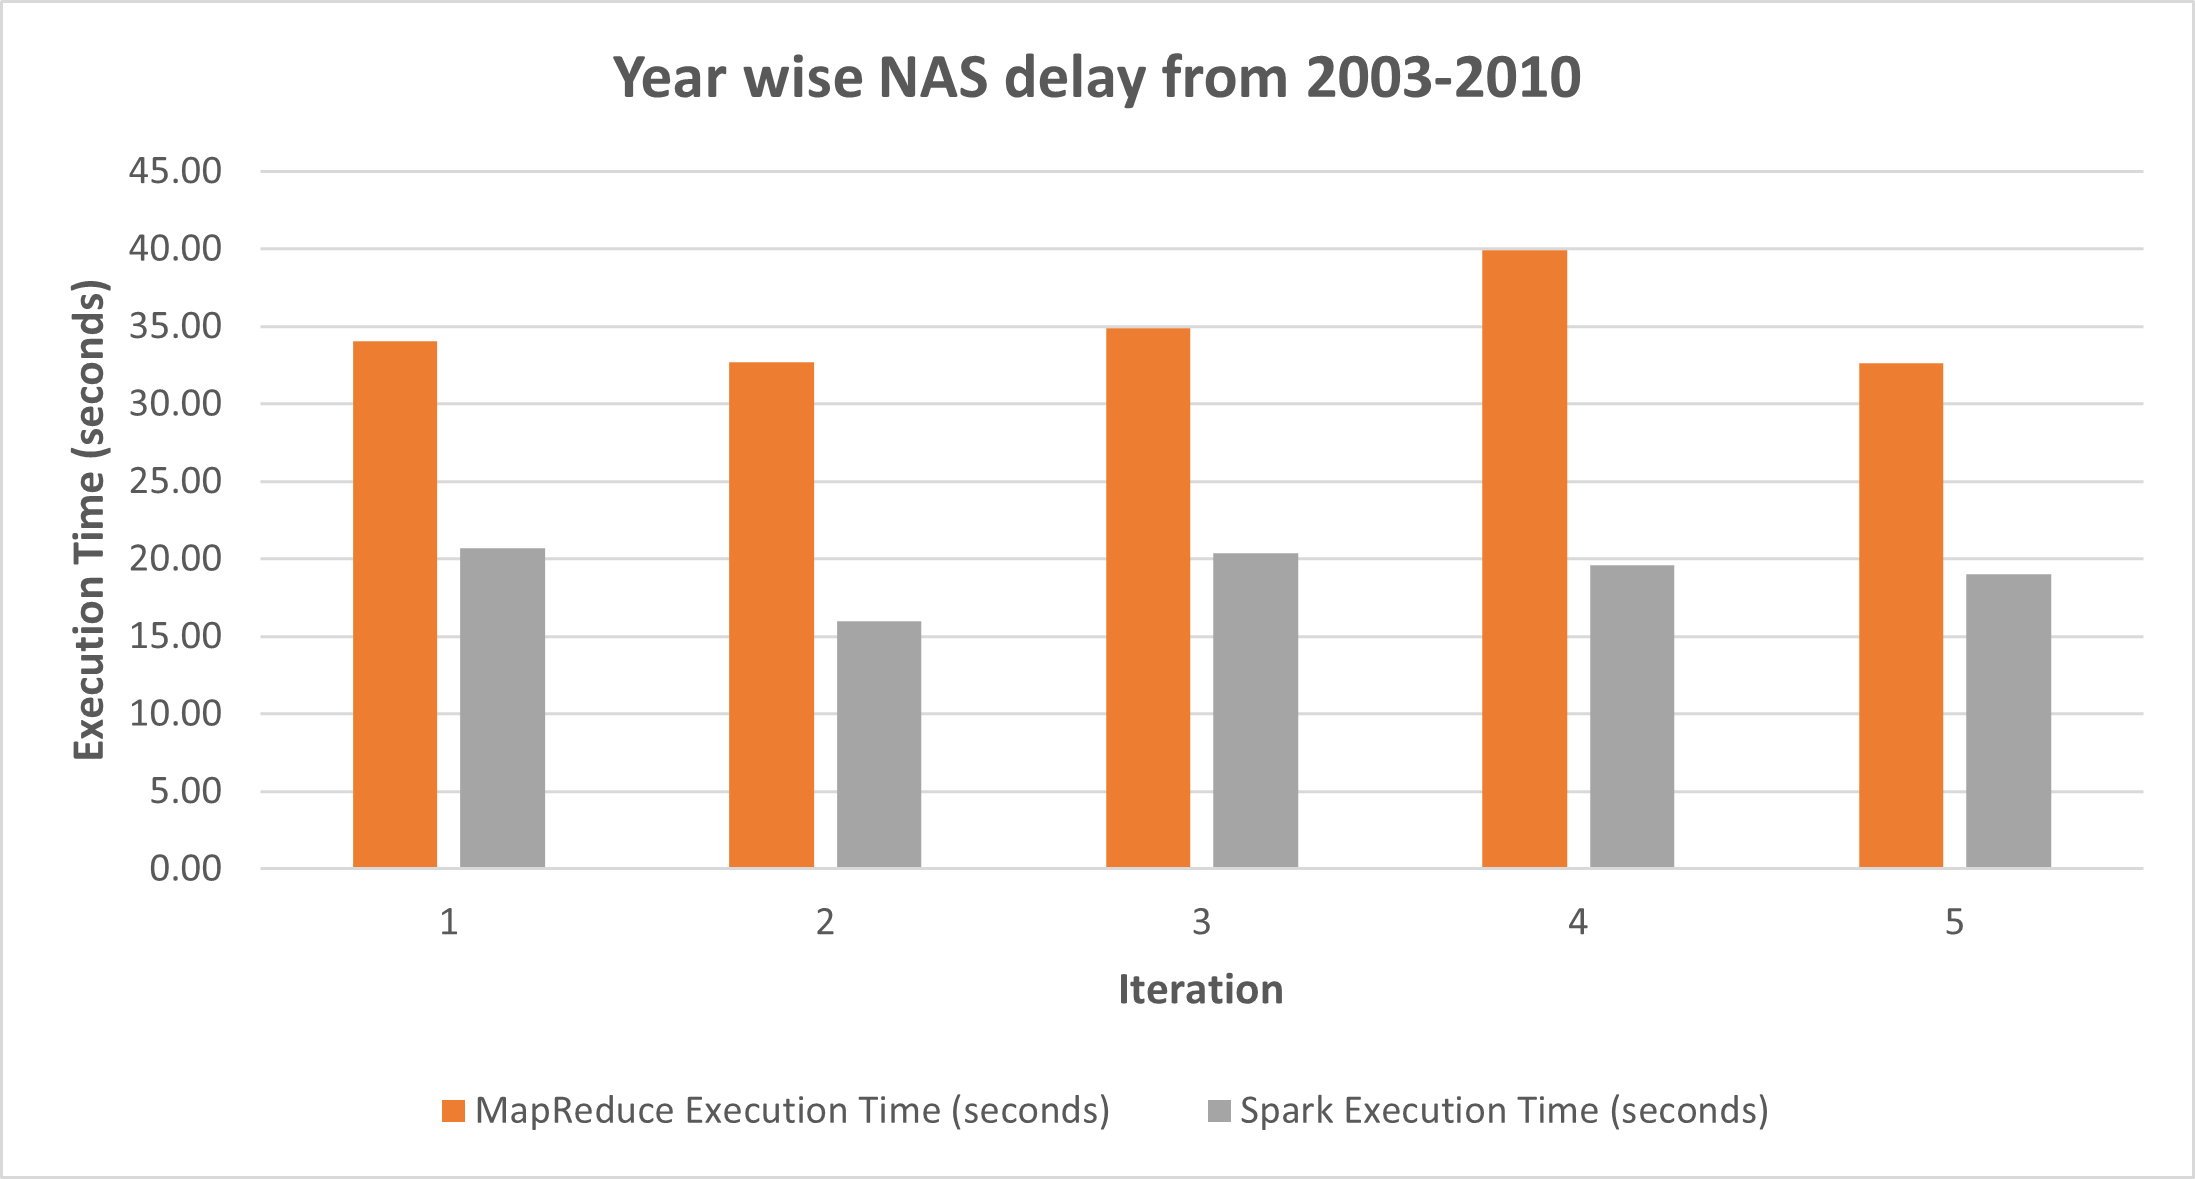 Year wise NAS delay from 2003-2010
45.00
40.00
35.00
30.00
25.00
20.00
15.00
10.00
5.00
0.00
Execution Time (seconds)
1 2 3 4 5
Iteration
MapReduce Execution Time (seconds) Spark Execution Time (seconds)